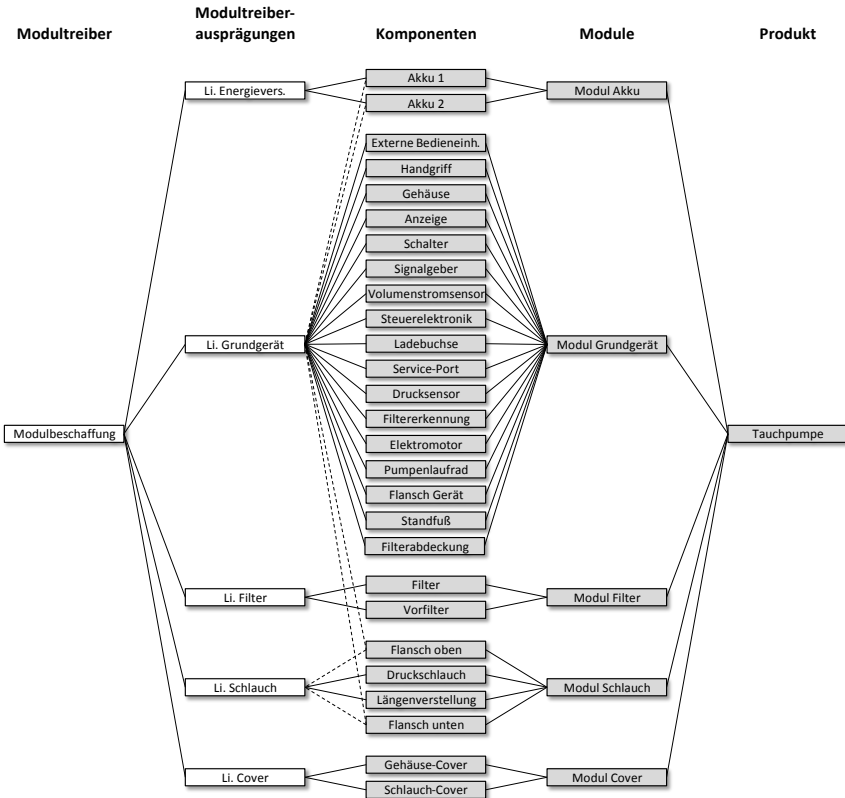 Modultreiber
Modultreiber-
ausprägungen
Komponenten
Module
Produkt
Li. Energievers.
Akku 1
Akku 2
Modul Akku
Externe Bedieneinh.
Handgriff
Gehäuse
Anzeige
Schalter
Signalgeber
Volumenstromsensor
Steuerelektronik
Li. Grundgerät
Ladebuchse
Modul Grundgerät
Service-Port
Drucksensor
Filtererkennung
Modulbeschaffung
Elektromotor
Tauchpumpe
Pumpenlaufrad
Flansch Gerät
Standfuß
Filterabdeckung
Li. Filter
Filter
Vorfilter
Modul Filter
Flansch oben
Druckschlauch
Li. Schlauch
Modul Schlauch
Längenverstellung
Flansch unten
Li. Cover
Gehäuse-Cover
Schlauch-Cover
Modul Cover